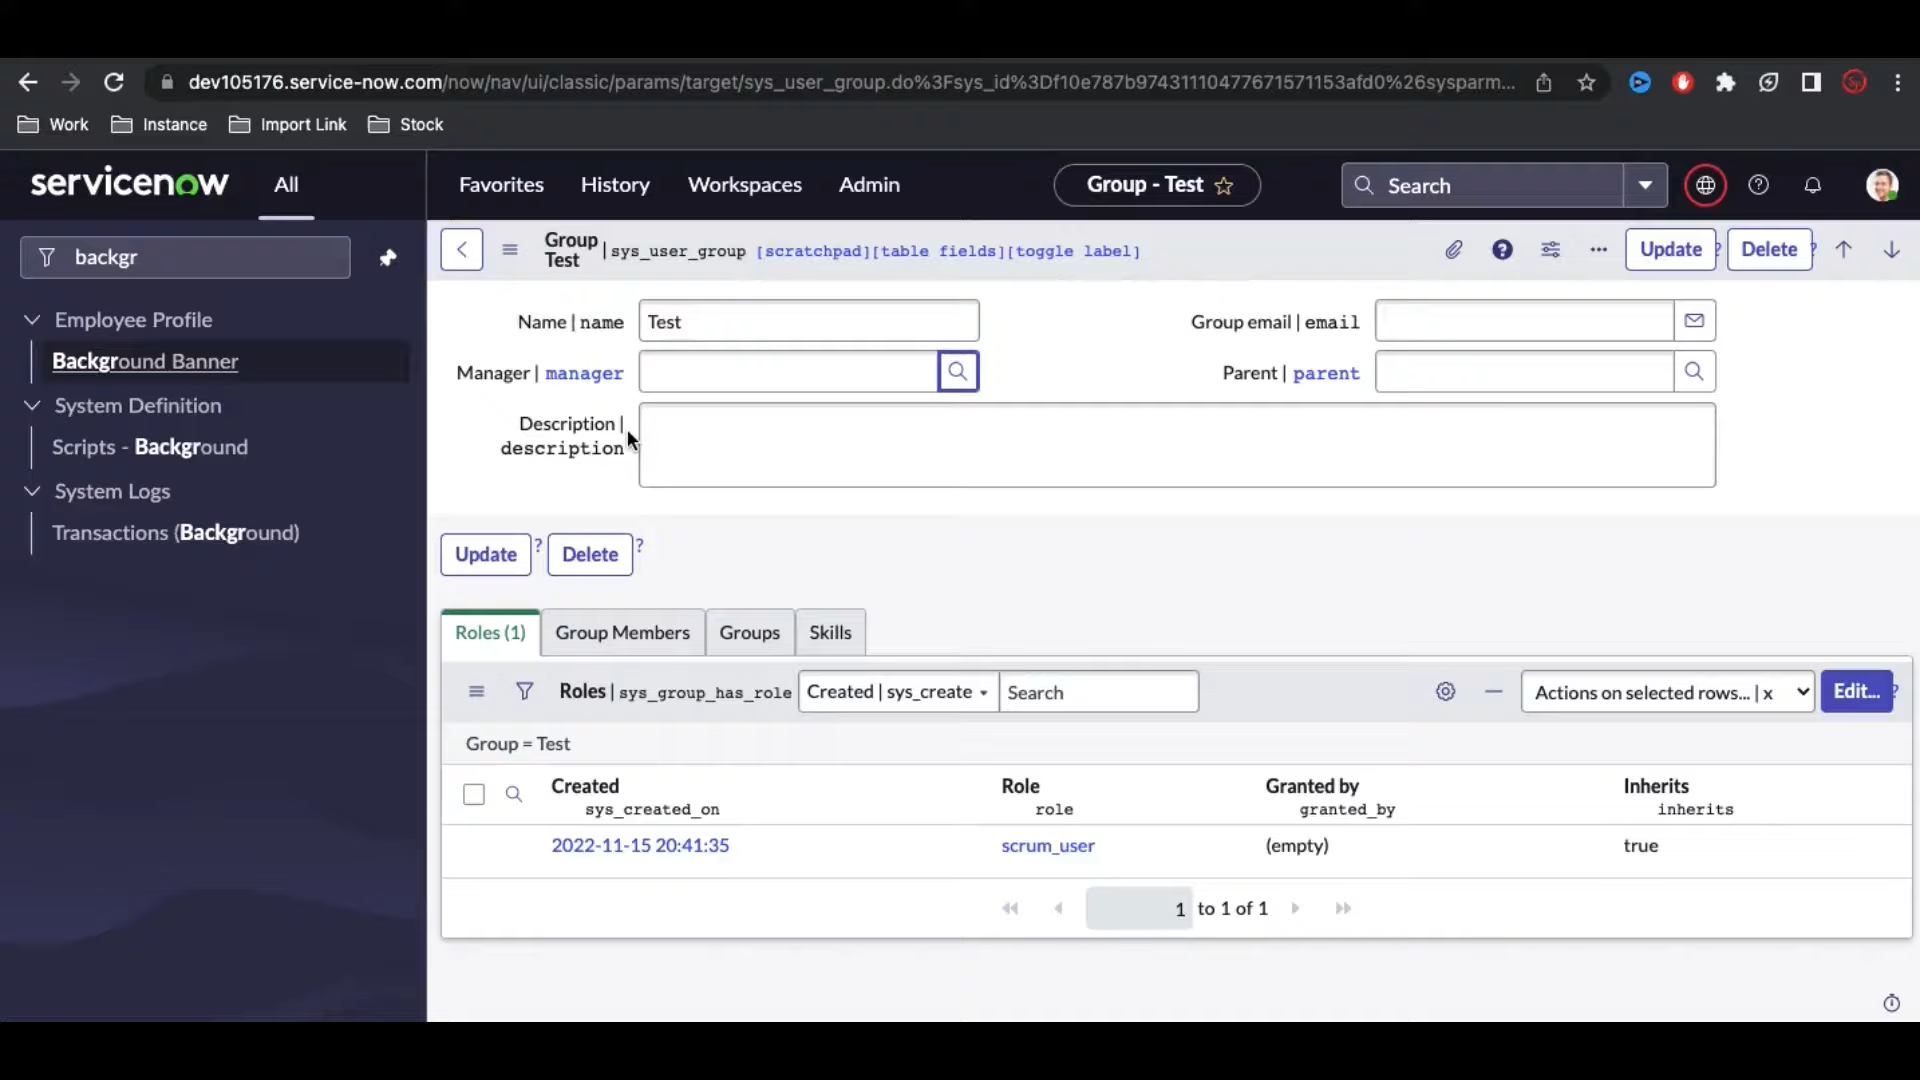 dev105176.service-now.com/now/nav/ui/classic/params/target/sys_user_group.do%3Fsys_id%3Df10e787b97431110477671571153afd0%26sysparm...
Work Instance Import Link Stock
servicenow All Favorites History Workspaces Admin Group - Test Search
backgr
Employee Profile
Background Banner
System Definition
Scripts - Background
System Logs
Transactions (Background)
Group
Test | sys_user_group [scratchpad][table fields][toggle label] Update ? Delete ?
Name | name Test Group email | email
Manager | manager Parent | parent
Description |
description
Update ? Delete ?
Roles (1) Group Members Groups Skills
Roles | sys_group_has_role Created | sys_create Search Actions on selected rows... | x Edit... ?
Group = Test
Created Role Granted by Inherits
sys_created_on role granted_by inherits
2022-11-15 20:41:35 scrum_user (empty) true
1 to 1 of 1